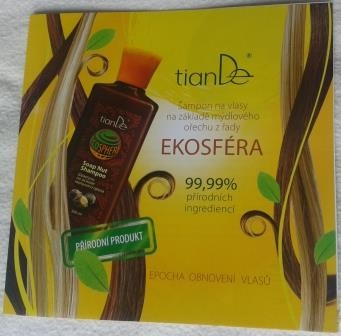 tianDe®
Šampon na vlasy
na základě mýdlového
ořechu z řady
EKOSFÉRA
99,99%
přírodních
ingrediencí
tianDe
ECOSPHERE
Soap Nut
Shampoo
PŘÍRODNÍ PRODUKT
EPOCHA OBNOVENÍ VLASŮ